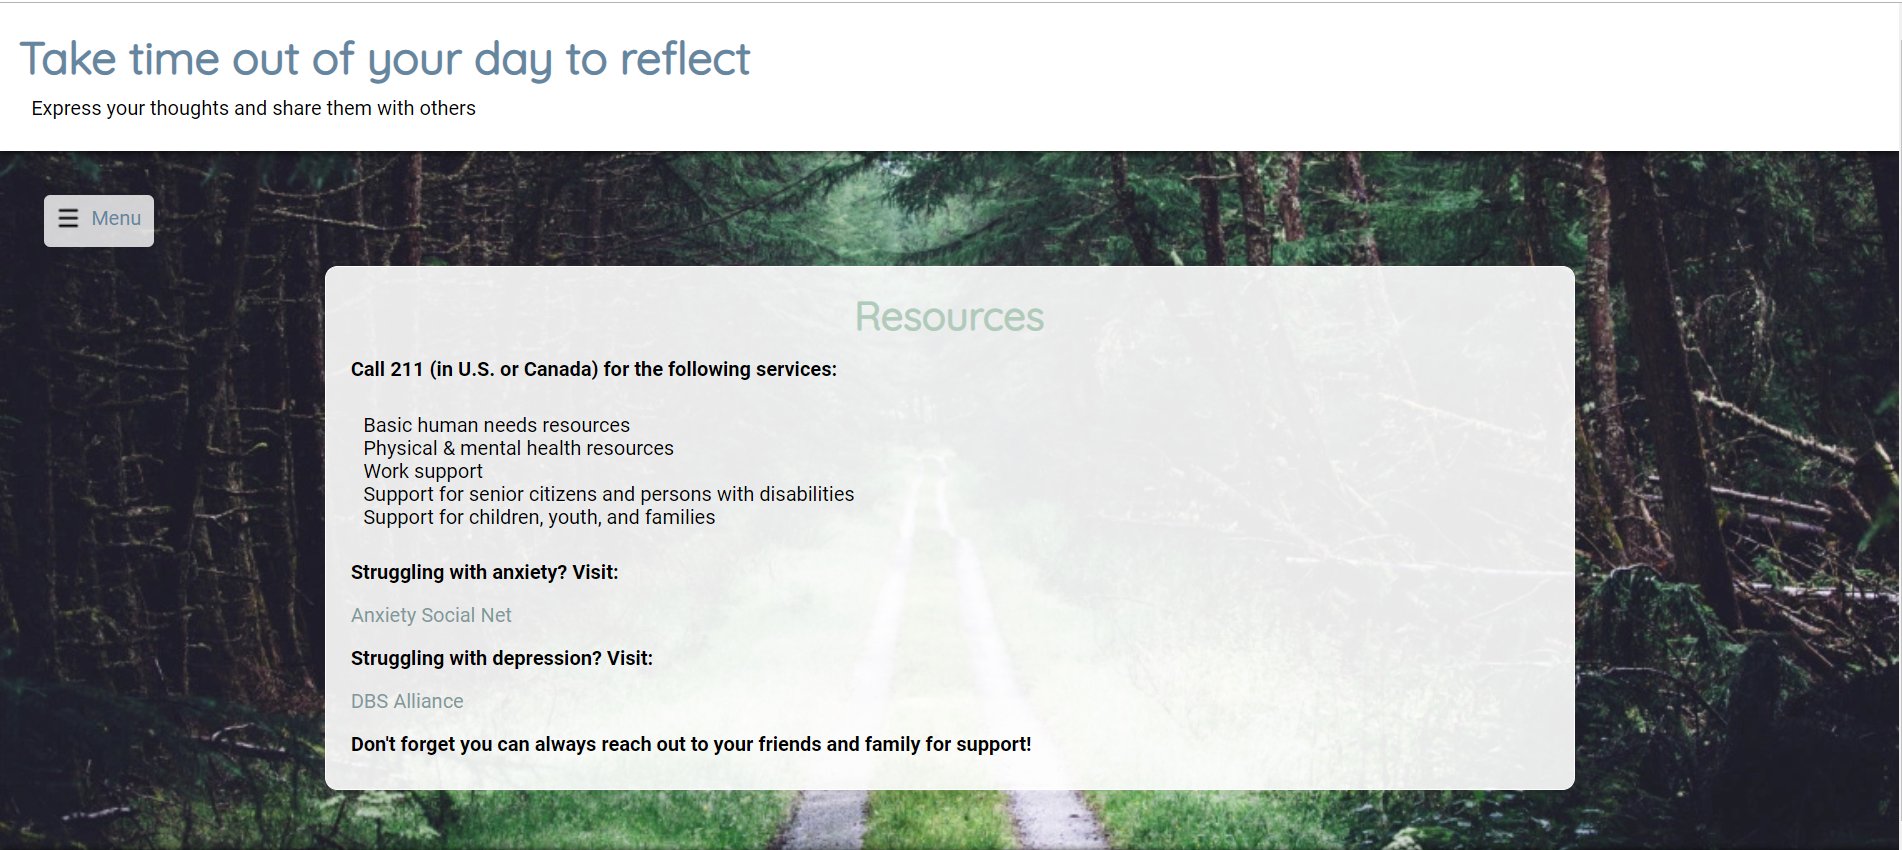 Take time out of your day to reflect
Express your thoughts and share them with others
Menu
Resources
Call 211 (in U.S. or Canada) for the following services:
Basic human needs resources
Physical & mental health resources
Work support
Support for senior citizens and persons with disabilities
Support for children, youth, and families
Struggling with anxiety? Visit:
Anxiety Social Net
Struggling with depression? Visit:
DBS Alliance
Don't forget you can always reach out to your friends and family for support!